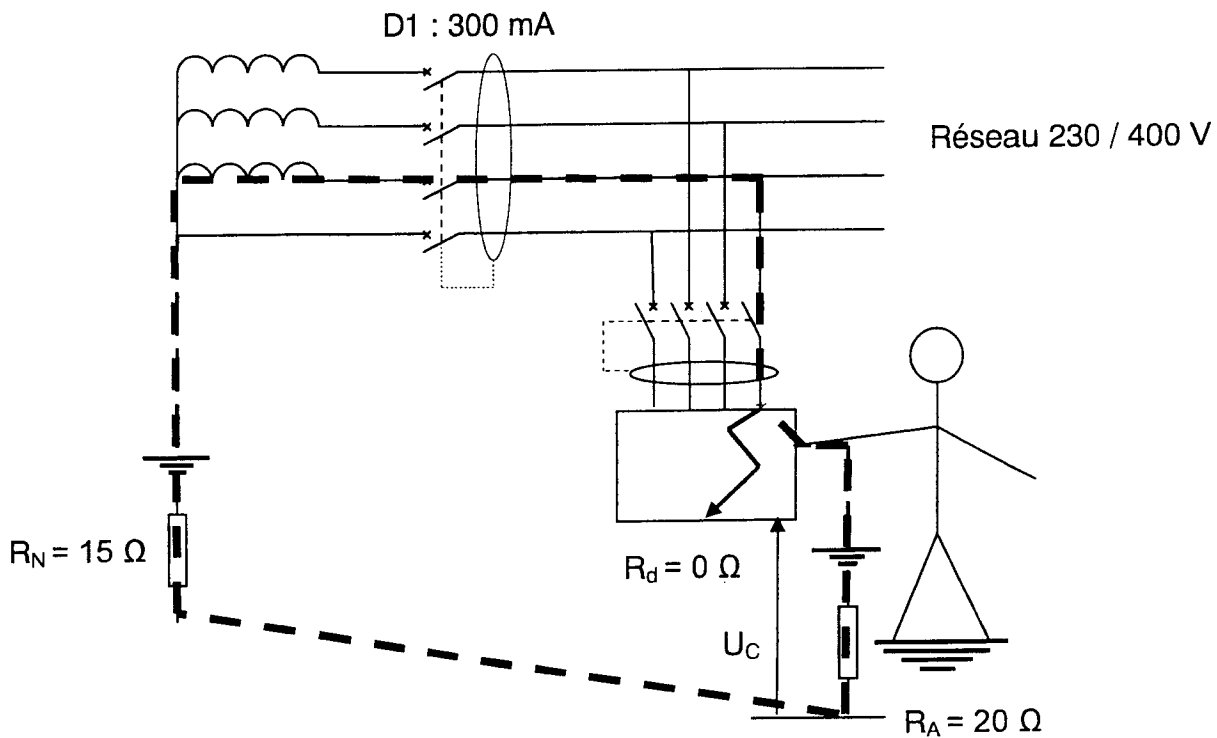 D1 : 300 mA
Réseau 230 / 400 V
R_N = 15 Ω
R_d = 0 Ω
U_C
R_A = 20 Ω